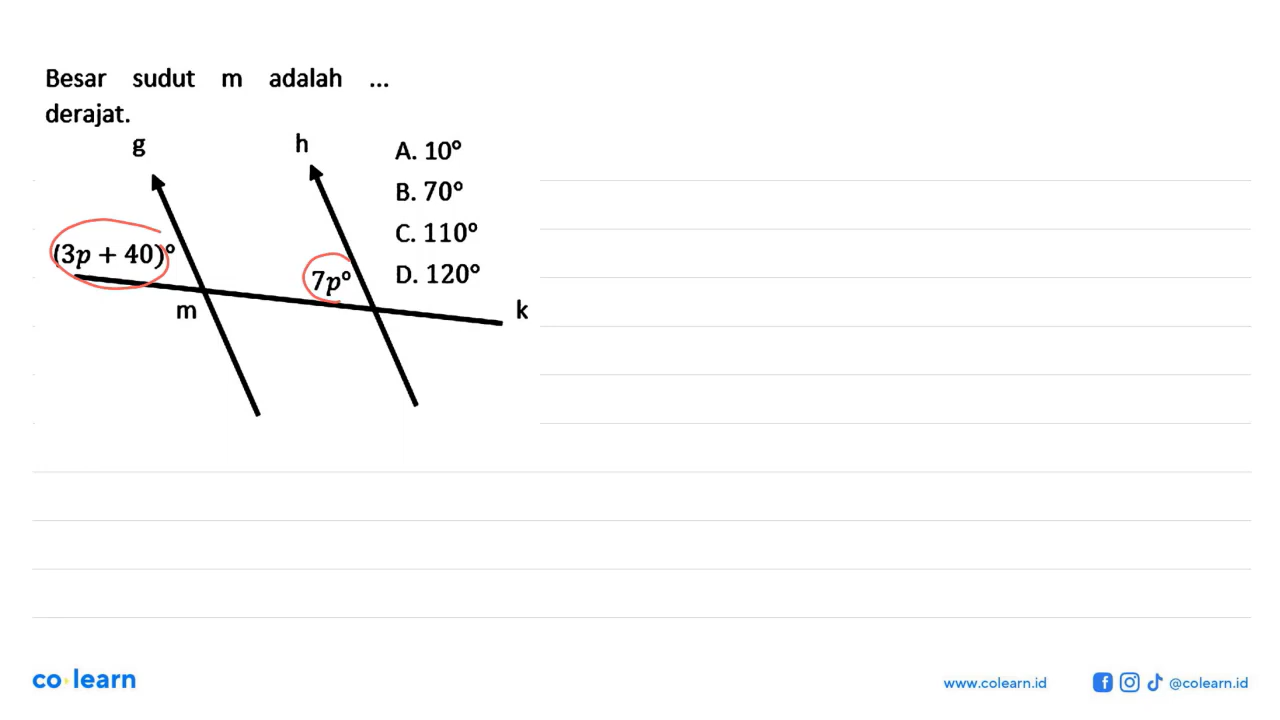 Besar sudut m adalah ...
derajat.
g
h
A. 10°
B. 70°
C. 110°
D. 120°
(3p + 40)°
7p°
m
k
co learn
www.colearn.id
@colearn.id